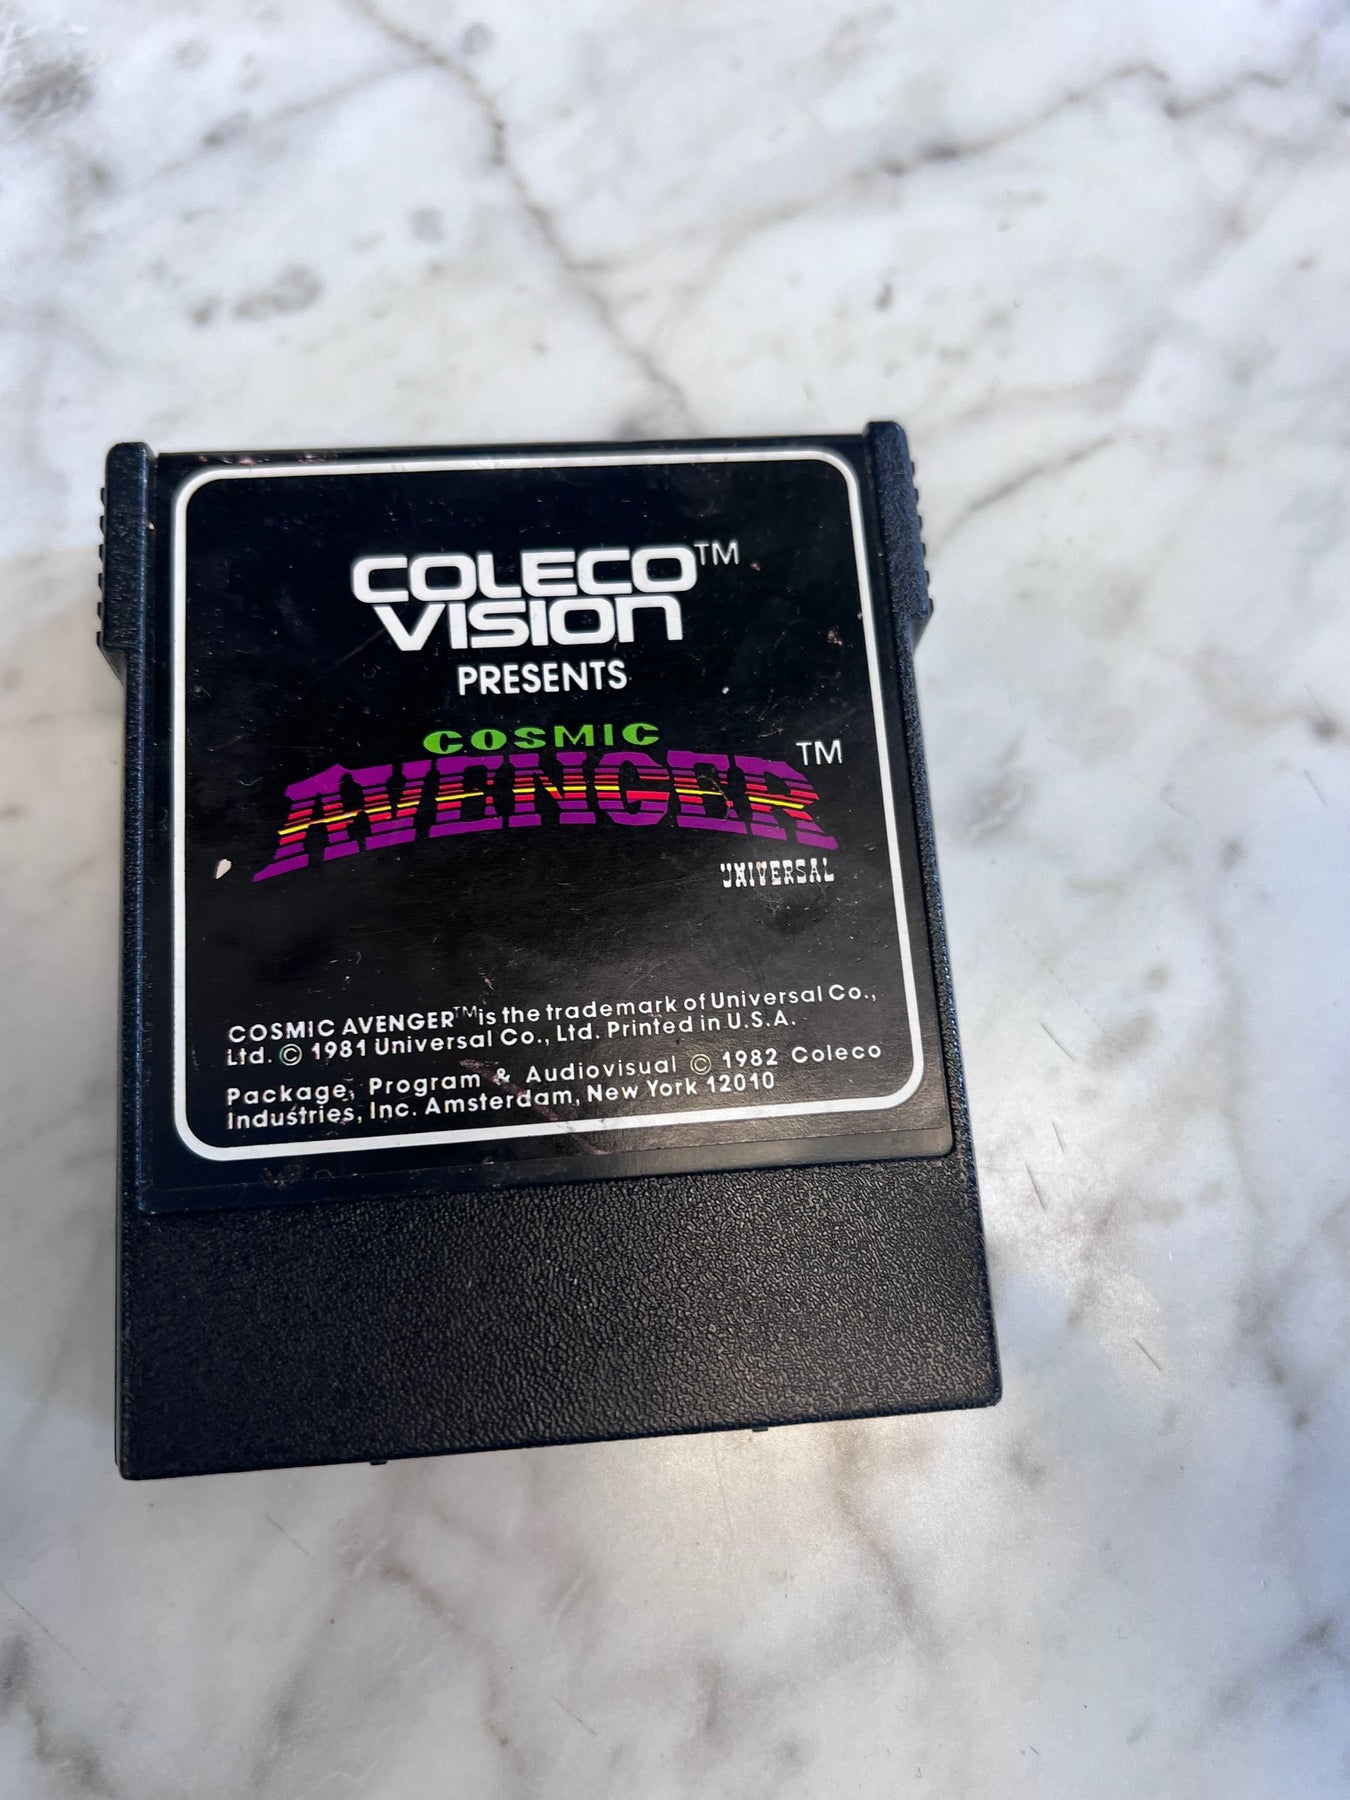 COLECO™
VISION
PRESENTS
COSMIC
AVENGER™
UNIVERSAL
COSMIC AVENGER™ is the trademark of Universal Co.,
Ltd. © 1981 Universal Co., Ltd. Printed in U.S.A.
Package, Program & Audiovisual © 1982 Coleco
Industries, Inc. Amsterdam, New York 12010